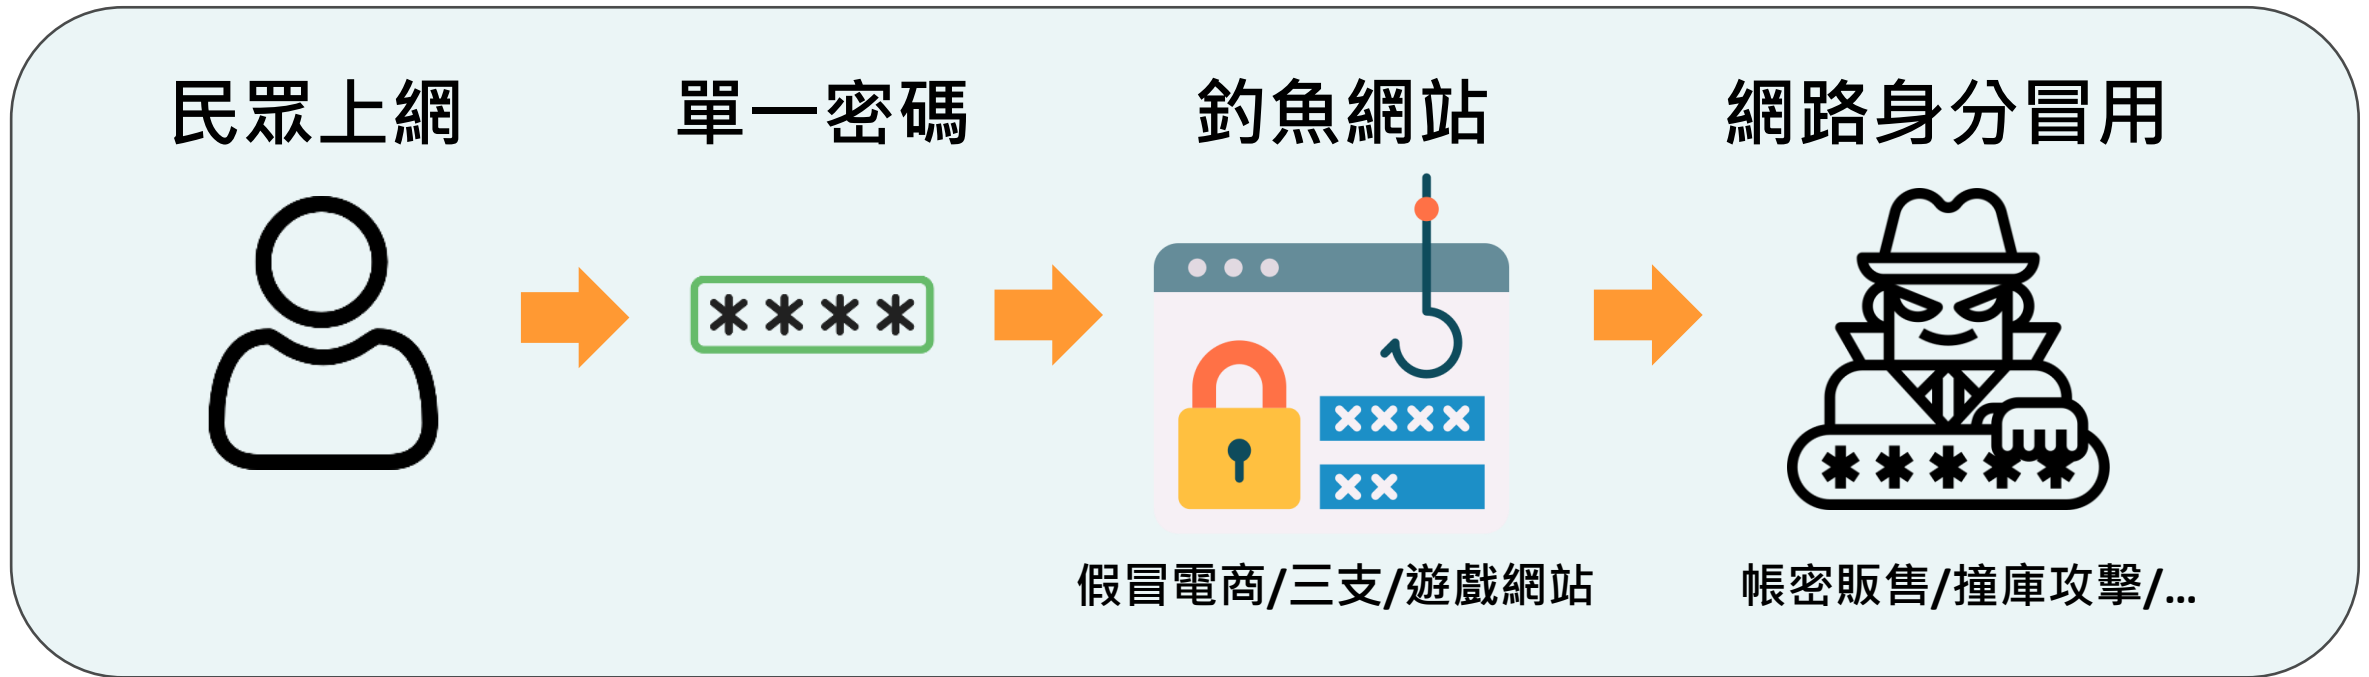 民眾上網
單一密碼
釣魚網站
網路身分冒用
****
××××
××
*****
假冒電商/三支/遊戲網站
帳密販售/撞庫攻擊/...